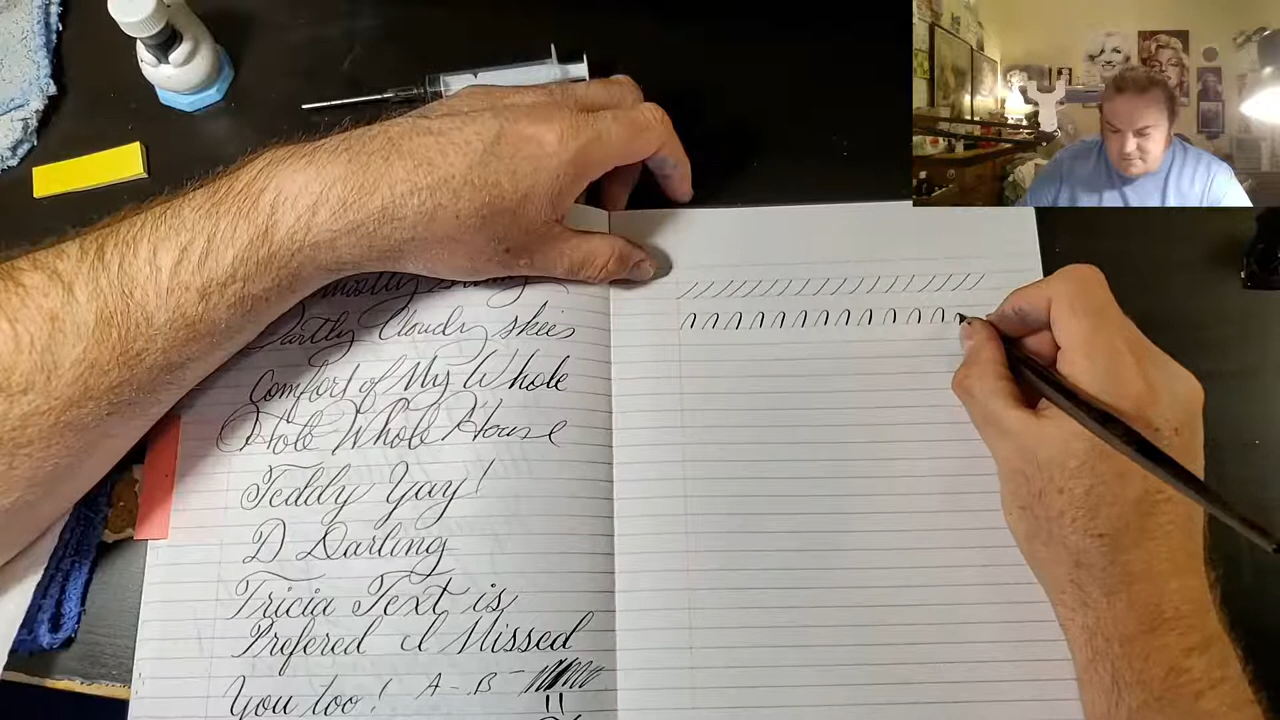 mostly
Partly Cloudy skies
Comfort of My Whole
Hole Whole House
Teddy Yay!
D Darling
Tricia Text is
Prefered I Missed
You too! A-B-